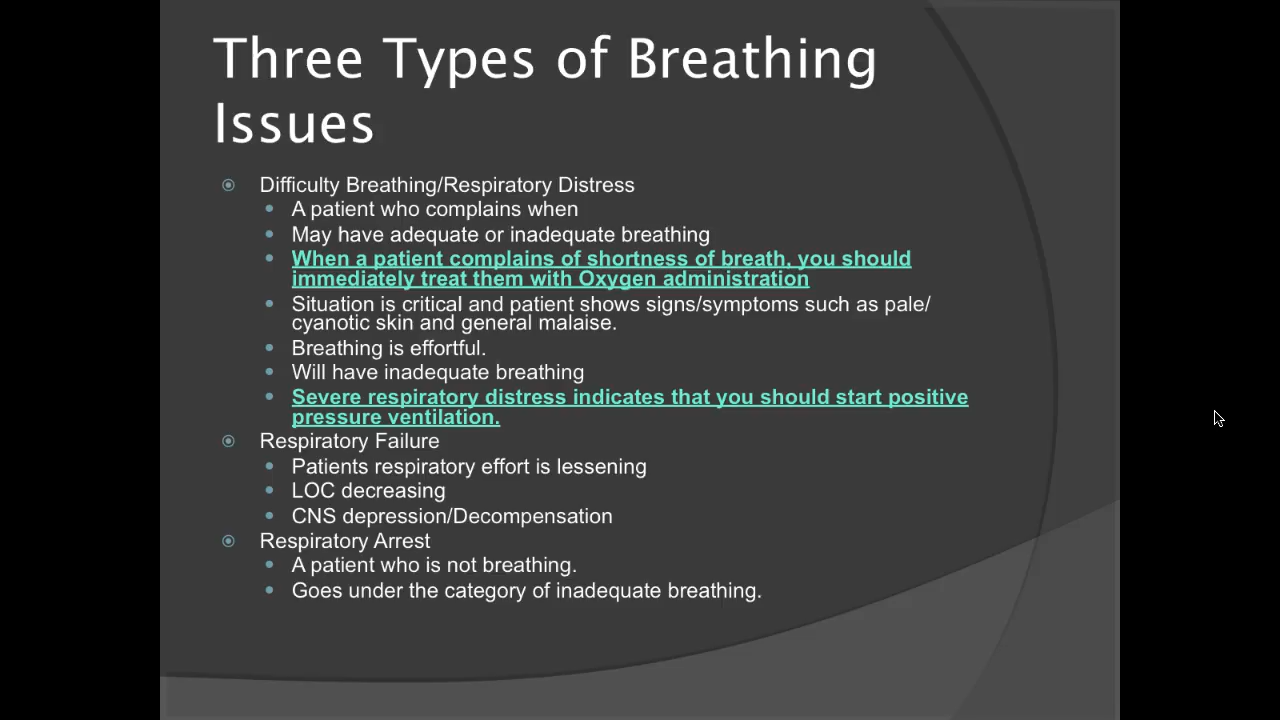 Three Types of Breathing
Issues
Difficulty Breathing/Respiratory Distress
A patient who complains when
May have adequate or inadequate breathing
When a patient complains of shortness of breath, you should
immediately treat them with Oxygen administration
Situation is critical and patient shows signs/symptoms such as pale/
cyanotic skin and general malaise.
Breathing is effortful.
Will have inadequate breathing
Severe respiratory distress indicates that you should start positive
pressure ventilation.
Respiratory Failure
Patients respiratory effort is lessening
LOC decreasing
CNS depression/Decompensation
Respiratory Arrest
A patient who is not breathing.
Goes under the category of inadequate breathing.